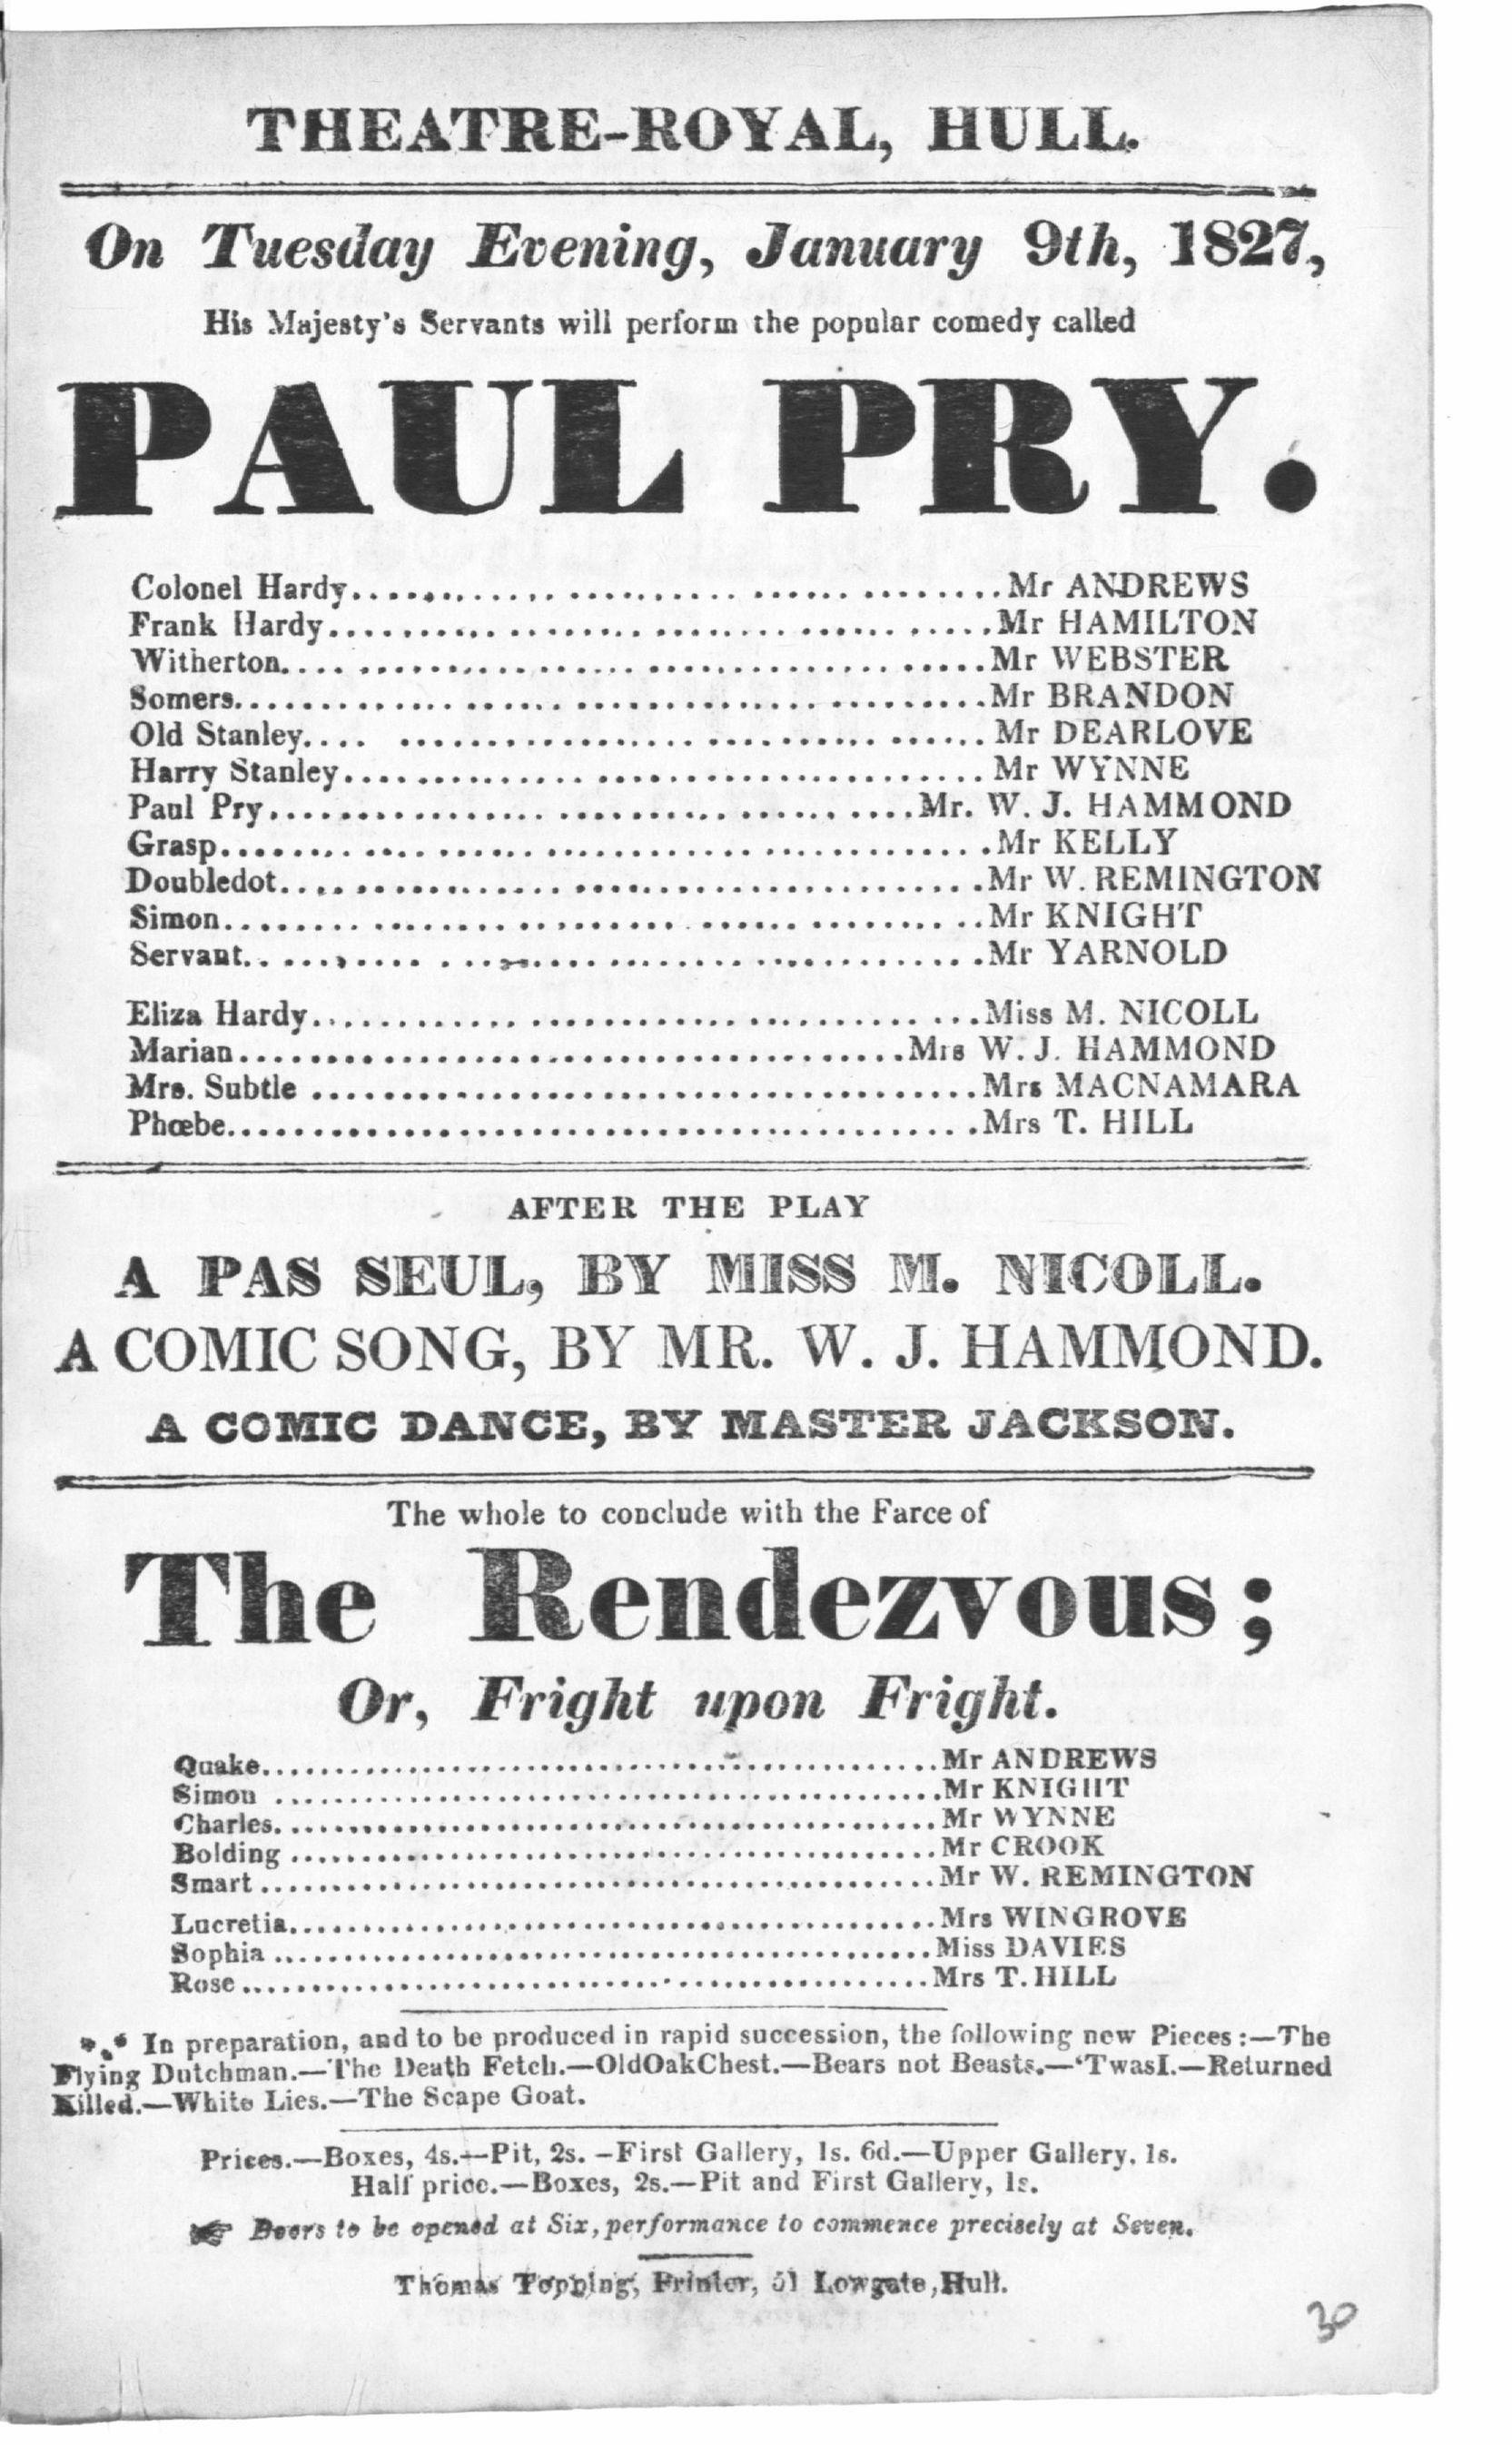 THEATRE-ROYAL, HULL.
On Tuesday Evening, January 9th, 1827,
His Majesty's Servants will perform the popular comedy called
PAUL PRY.
Colonel Hardy........................................Mr ANDREWS
Frank Hardy........................................Mr HAMILTON
Witherton........................................Mr WEBSTER
Somers........................................Mr BRANDON
Old Stanley........................................Mr DEARLOVE
Harry Stanley........................................Mr WYNNE
Paul Pry........................................Mr. W. J. HAMMOND
Grasp........................................Mr KELLY
Doubledot........................................Mr W. REMINGTON
Simon........................................Mr KNIGHT
Servant........................................Mr YARNOLD
Eliza Hardy........................................Miss M. NICOLL
Marian........................................Mrs W. J. HAMMOND
Mrs. Subtle ........................................Mrs MACNAMARA
Phœbe........................................Mrs T. HILL
AFTER THE PLAY
A PAS SEUL, BY MISS M. NICOLL.
A COMIC SONG, BY MR. W. J. HAMMOND.
A COMIC DANCE, BY MASTER JACKSON.
The whole to conclude with the Farce of
The Rendezvous;
Or, Fright upon Fright.
Quake........................................Mr ANDREWS
Simon ........................................Mr KNIGHT
Charles........................................Mr WYNNE
Bolding ........................................Mr CROOK
Smart ........................................Mr W. REMINGTON
Lucretia........................................Mrs WINGROVE
Sophia ........................................Miss DAVIES
Rose ........................................Mrs T. HILL
*.* In preparation, and to be produced in rapid succession, the following new Pieces:—The
Flying Dutchman.—The Death Fetch.—Old Oak Chest.—Bears not Beasts.—'Twas I.—Returned
Killed.—White Lies.—The Scape Goat.
Prices.—Boxes, 4s.—Pit, 2s. –First Gallery, 1s. 6d.—Upper Gallery. 1s.
Half price.—Boxes, 2s.—Pit and First Gallery, 1s.
☞ Doors to be opened at Six, performance to commence precisely at Seven.
Thomas Topping, Printer, 51 Lowgate, Hull.
30